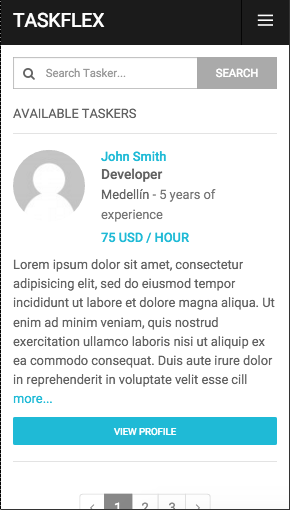 TASKFLEX
Search Tasker...
SEARCH
AVAILABLE TASKERS
John Smith
Developer
Medellín - 5 years of
experience
75 USD / HOUR
Lorem ipsum dolor sit amet, consectetur
adipisicing elit, sed do eiusmod tempor
incididunt ut labore et dolore magna aliqua. Ut
enim ad minim veniam, quis nostrud
exercitation ullamco laboris nisi ut aliquip ex
ea commodo consequat. Duis aute irure dolor
in reprehenderit in voluptate velit esse cill
more...
VIEW PROFILE
‹ 1 2 3 ›